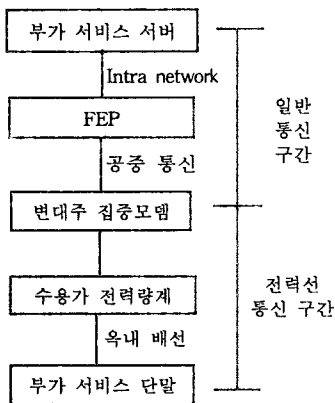 부가 서비스 서버
Intra network
FEP
공중 통신
일반
통신
구간
변대주 집중모뎀
수용가 전력량계
전력선
통신 구간
옥내 배선
부가 서비스 단말